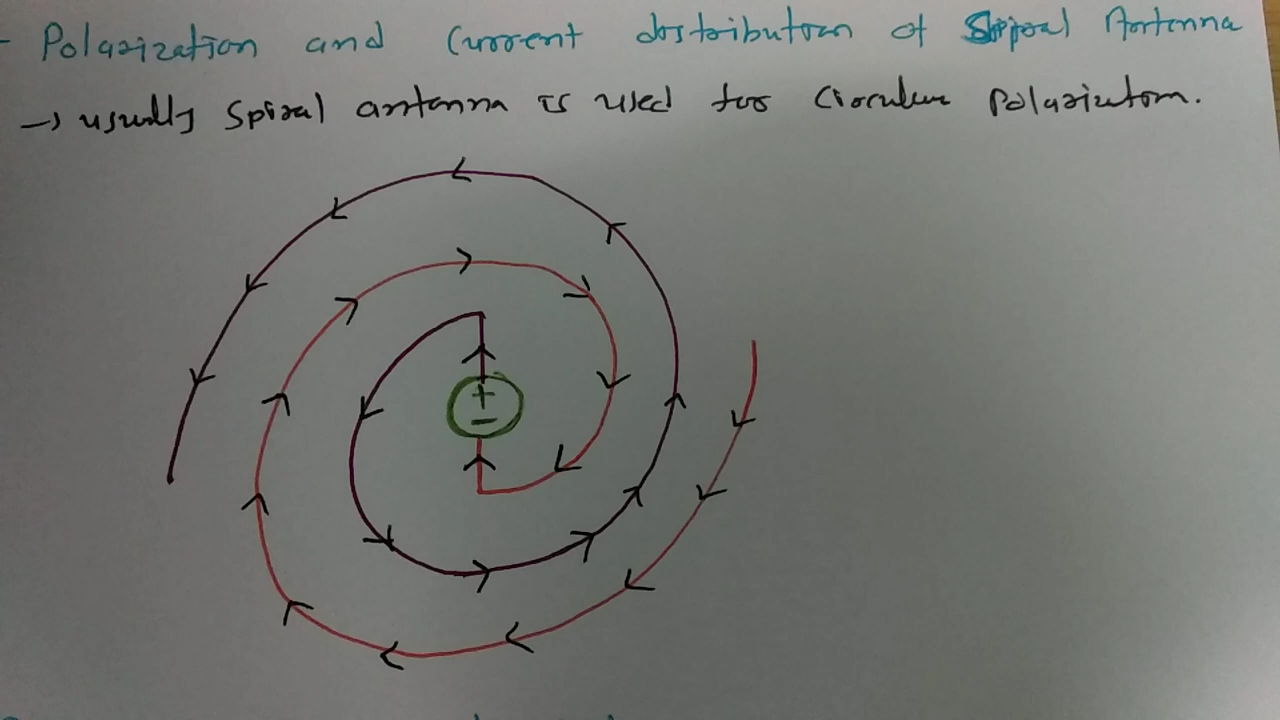 - Polarization and Current distribution of Spiral Antenna
→ usually Spiral antenna is used for Circular Polarization.
+
-